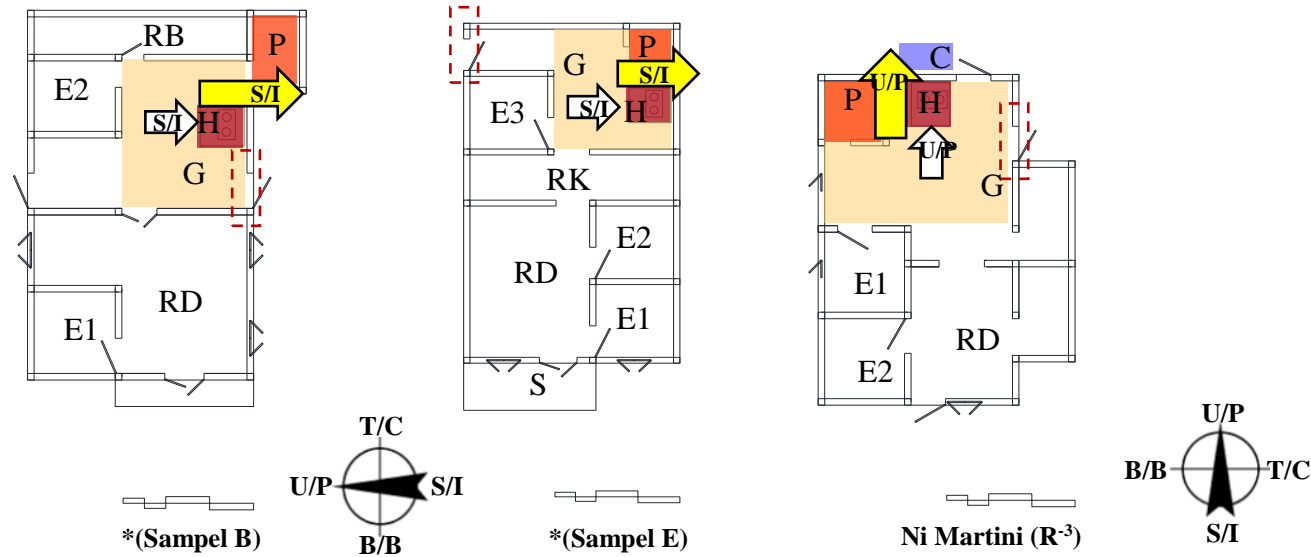 RB
P
E2
S/I
S/I
H
G
RD
E1
*(Sampel B)
T/C
U/P
S/I
B/B
G
P
S/I
S/I
H
E3
RK
E2
RD
E1
S
*(Sampel E)
C
U/P
P
H
U/P
G
E1
RD
E2
Ni Martini (R⁻³)
U/P
B/B
T/C
S/I